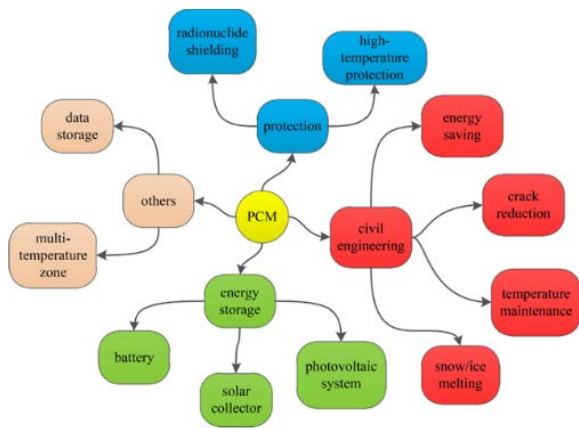 radionuclide
shielding
high-
temperature
protection
protection
data
storage
others
multi-
temperature
zone
PCM
energy
saving
crack
reduction
civil
engineering
temperature
maintenance
snow/ice
melting
energy
storage
battery
solar
collector
photovoltaic
system